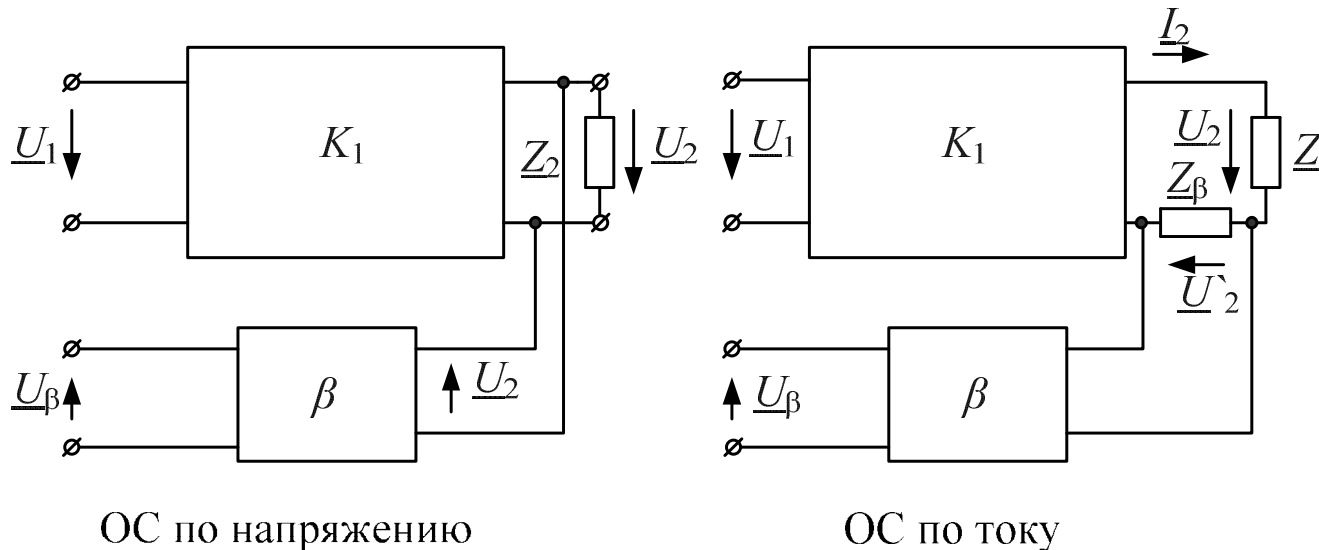 I2
U1 K1 Z2 U2 U1 K1 U2 Z
Zβ
U`2
Uβ β U2 Uβ β
ОС по напряжению ОС по току